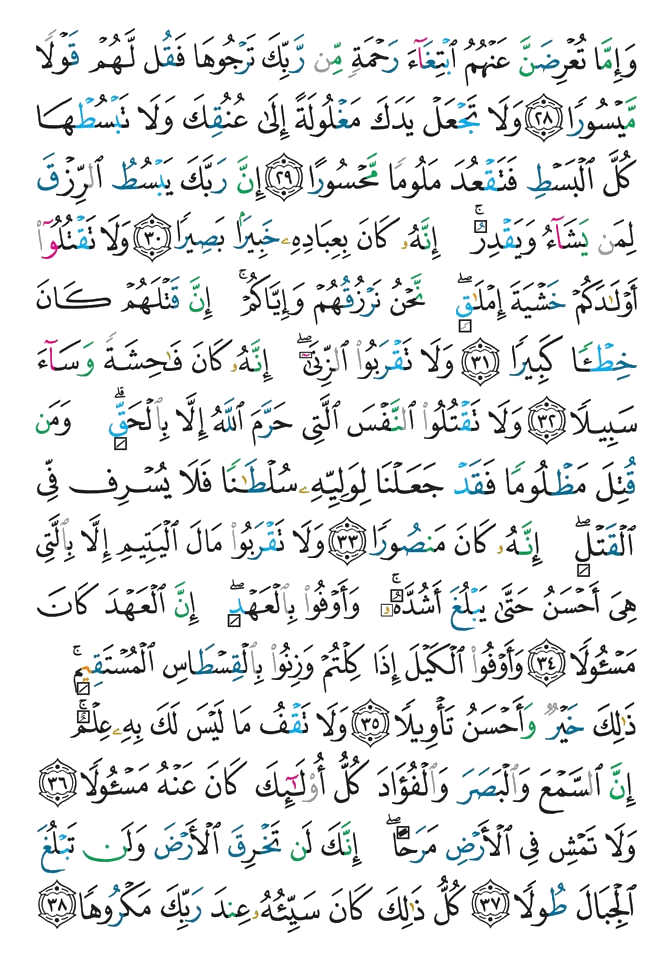 وَإِمَّا تُعْرِضَنَّ عَنْهُمُ ٱبْتِغَآءَ رَحْمَةٍ مِّن رَّبِّكَ تَرْجُوهَا فَقُل لَّهُمْ قَوْلًا
مَّيْسُورًا ٢٨ وَلَا تَجْعَلْ يَدَكَ مَغْلُولَةً إِلَىٰ عُنُقِكَ وَلَا تَبْسُطْهَا
كُلَّ ٱلْبَسْطِ فَتَقْعُدَ مَلُومًا مَّحْسُورًا ٢٩ إِنَّ رَبَّكَ يَبْسُطُ ٱلرِّزْقَ
لِمَن يَشَآءُ وَيَقْدِرُ ۚ إِنَّهُۥ كَانَ بِعِبَادِهِۦ خَبِيرًۢا بَصِيرًا ٣٠ وَلَا تَقْتُلُوٓا۟
أَوْلَـٰدَكُمْ خَشْيَةَ إِمْلَـٰقٍ ۖ نَّحْنُ نَرْزُقُهُمْ وَإِيَّاكُمْ ۚ إِنَّ قَتْلَهُمْ كَانَ
خِطْـًٔا كَبِيرًا ٣١ وَلَا تَقْرَبُوا۟ ٱلزِّنَىٰٓ ۖ إِنَّهُۥ كَانَ فَـٰحِشَةً وَسَآءَ
سَبِيلًا ٣٢ وَلَا تَقْتُلُوا۟ ٱلنَّفْسَ ٱلَّتِى حَرَّمَ ٱللَّهُ إِلَّا بِٱلْحَقِّ ۗ وَمَن
قُتِلَ مَظْلُومًا فَقَدْ جَعَلْنَا لِوَلِيِّهِۦ سُلْطَـٰنًا فَلَا يُسْرِف فِّى
ٱلْقَتْلِ ۖ إِنَّهُۥ كَانَ مَنصُورًا ٣٣ وَلَا تَقْرَبُوا۟ مَالَ ٱلْيَتِيمِ إِلَّا بِٱلَّتِى
هِىَ أَحْسَنُ حَتَّىٰ يَبْلُغَ أَشُدَّهُۥ ۚ وَأَوْفُوا۟ بِٱلْعَهْدِ ۖ إِنَّ ٱلْعَهْدَ كَانَ
مَسْـُٔولًا ٣٤ وَأَوْفُوا۟ ٱلْكَيْلَ إِذَا كِلْتُمْ وَزِنُوا۟ بِٱلْقِسْطَاسِ ٱلْمُسْتَقِيمِ ۚ
ذَٰلِكَ خَيْرٌ وَأَحْسَنُ تَأْوِيلًا ٣٥ وَلَا تَقْفُ مَا لَيْسَ لَكَ بِهِۦ عِلْمٌ ۚ
إِنَّ ٱلسَّمْعَ وَٱلْبَصَرَ وَٱلْفُؤَادَ كُلُّ أُو۟لَـٰٓئِكَ كَانَ عَنْهُ مَسْـُٔولًا ٣٦
وَلَا تَمْشِ فِى ٱلْأَرْضِ مَرَحًا ۖ إِنَّكَ لَن تَخْرِقَ ٱلْأَرْضَ وَلَن تَبْلُغَ
ٱلْجِبَالَ طُولًا ٣٧ كُلُّ ذَٰلِكَ كَانَ سَيِّئُهُۥ عِندَ رَبِّكَ مَكْرُوهًا ٣٨